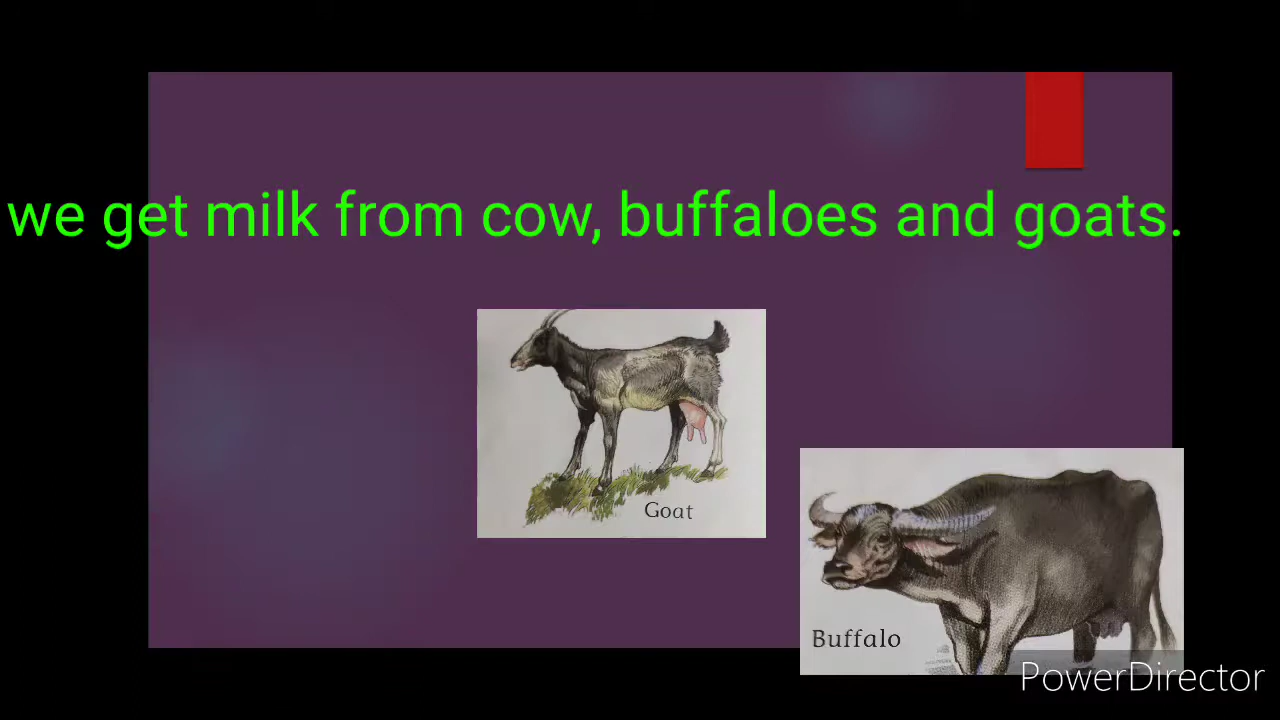 we get milk from cow, buffaloes and goats.
Goat
Buffalo
PowerDirector